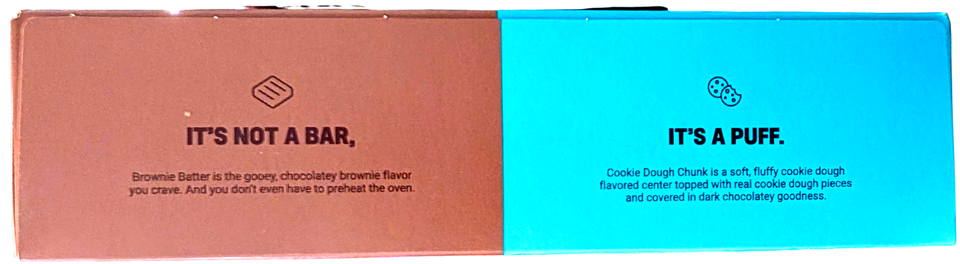 IT'S NOT A BAR,
Brownie Batter is the gooey, chocolatey brownie flavor
you crave. And you don't even have to preheat the oven.
IT'S A PUFF.
Cookie Dough Chunk is a soft, fluffy cookie dough
flavored center topped with real cookie dough pieces
and covered in dark chocolatey goodness.